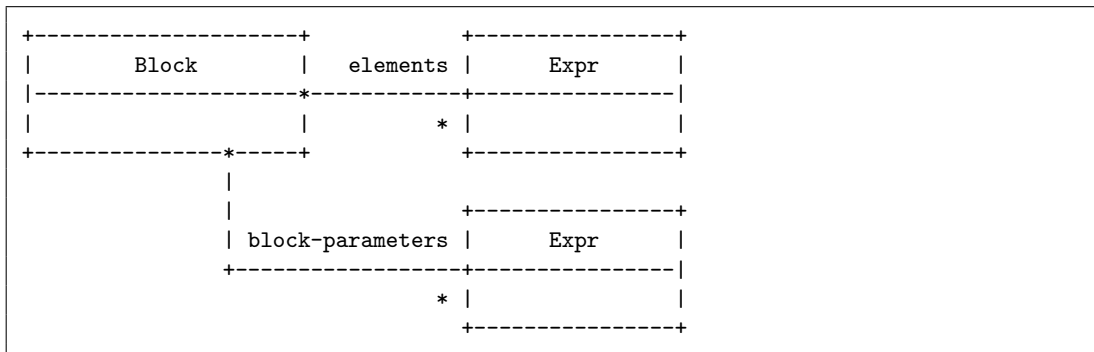 +---------------------+            +----------------+
|        Block        |   elements |      Expr      |
|---------------------*------------+----------------|
|                     |          * |                |
+---------------*-----+            +----------------+
                |
                |                  +----------------+
                | block-parameters |      Expr      |
                +------------------+----------------|
                                 * |                |
                                   +----------------+